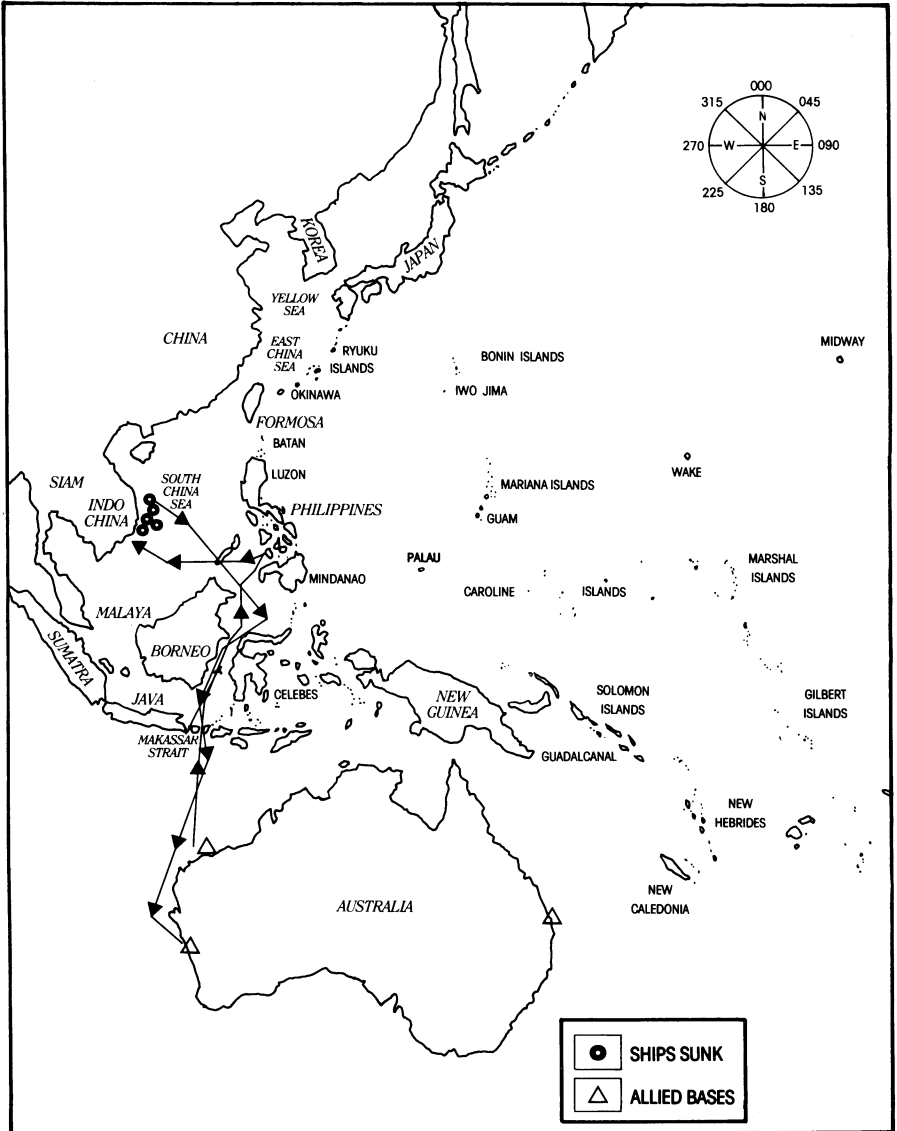 000
315
045
N
270
W
E
090
S
225
135
180
KOREA
JAPAN
YELLOW
SEA
CHINA
EAST
CHINA
SEA
RYUKU
ISLANDS
BONIN ISLANDS
MIDWAY
OKINAWA
IWO JIMA
FORMOSA
BATAN
SIAM
SOUTH
CHINA
SEA
LUZON
WAKE
MARIANA ISLANDS
INDO
CHINA
PHILIPPINES
GUAM
PALAU
MARSHAL
ISLANDS
MINDANAO
CAROLINE
ISLANDS
MALAYA
SUMATRA
BORNEO
JAVA
CELEBES
NEW
GUINEA
SOLOMON
ISLANDS
GILBERT
ISLANDS
MAKASSAR
STRAIT
GUADALCANAL
NEW
HEBRIDES
NEW
CALEDONIA
AUSTRALIA
SHIPS SUNK
ALLIED BASES